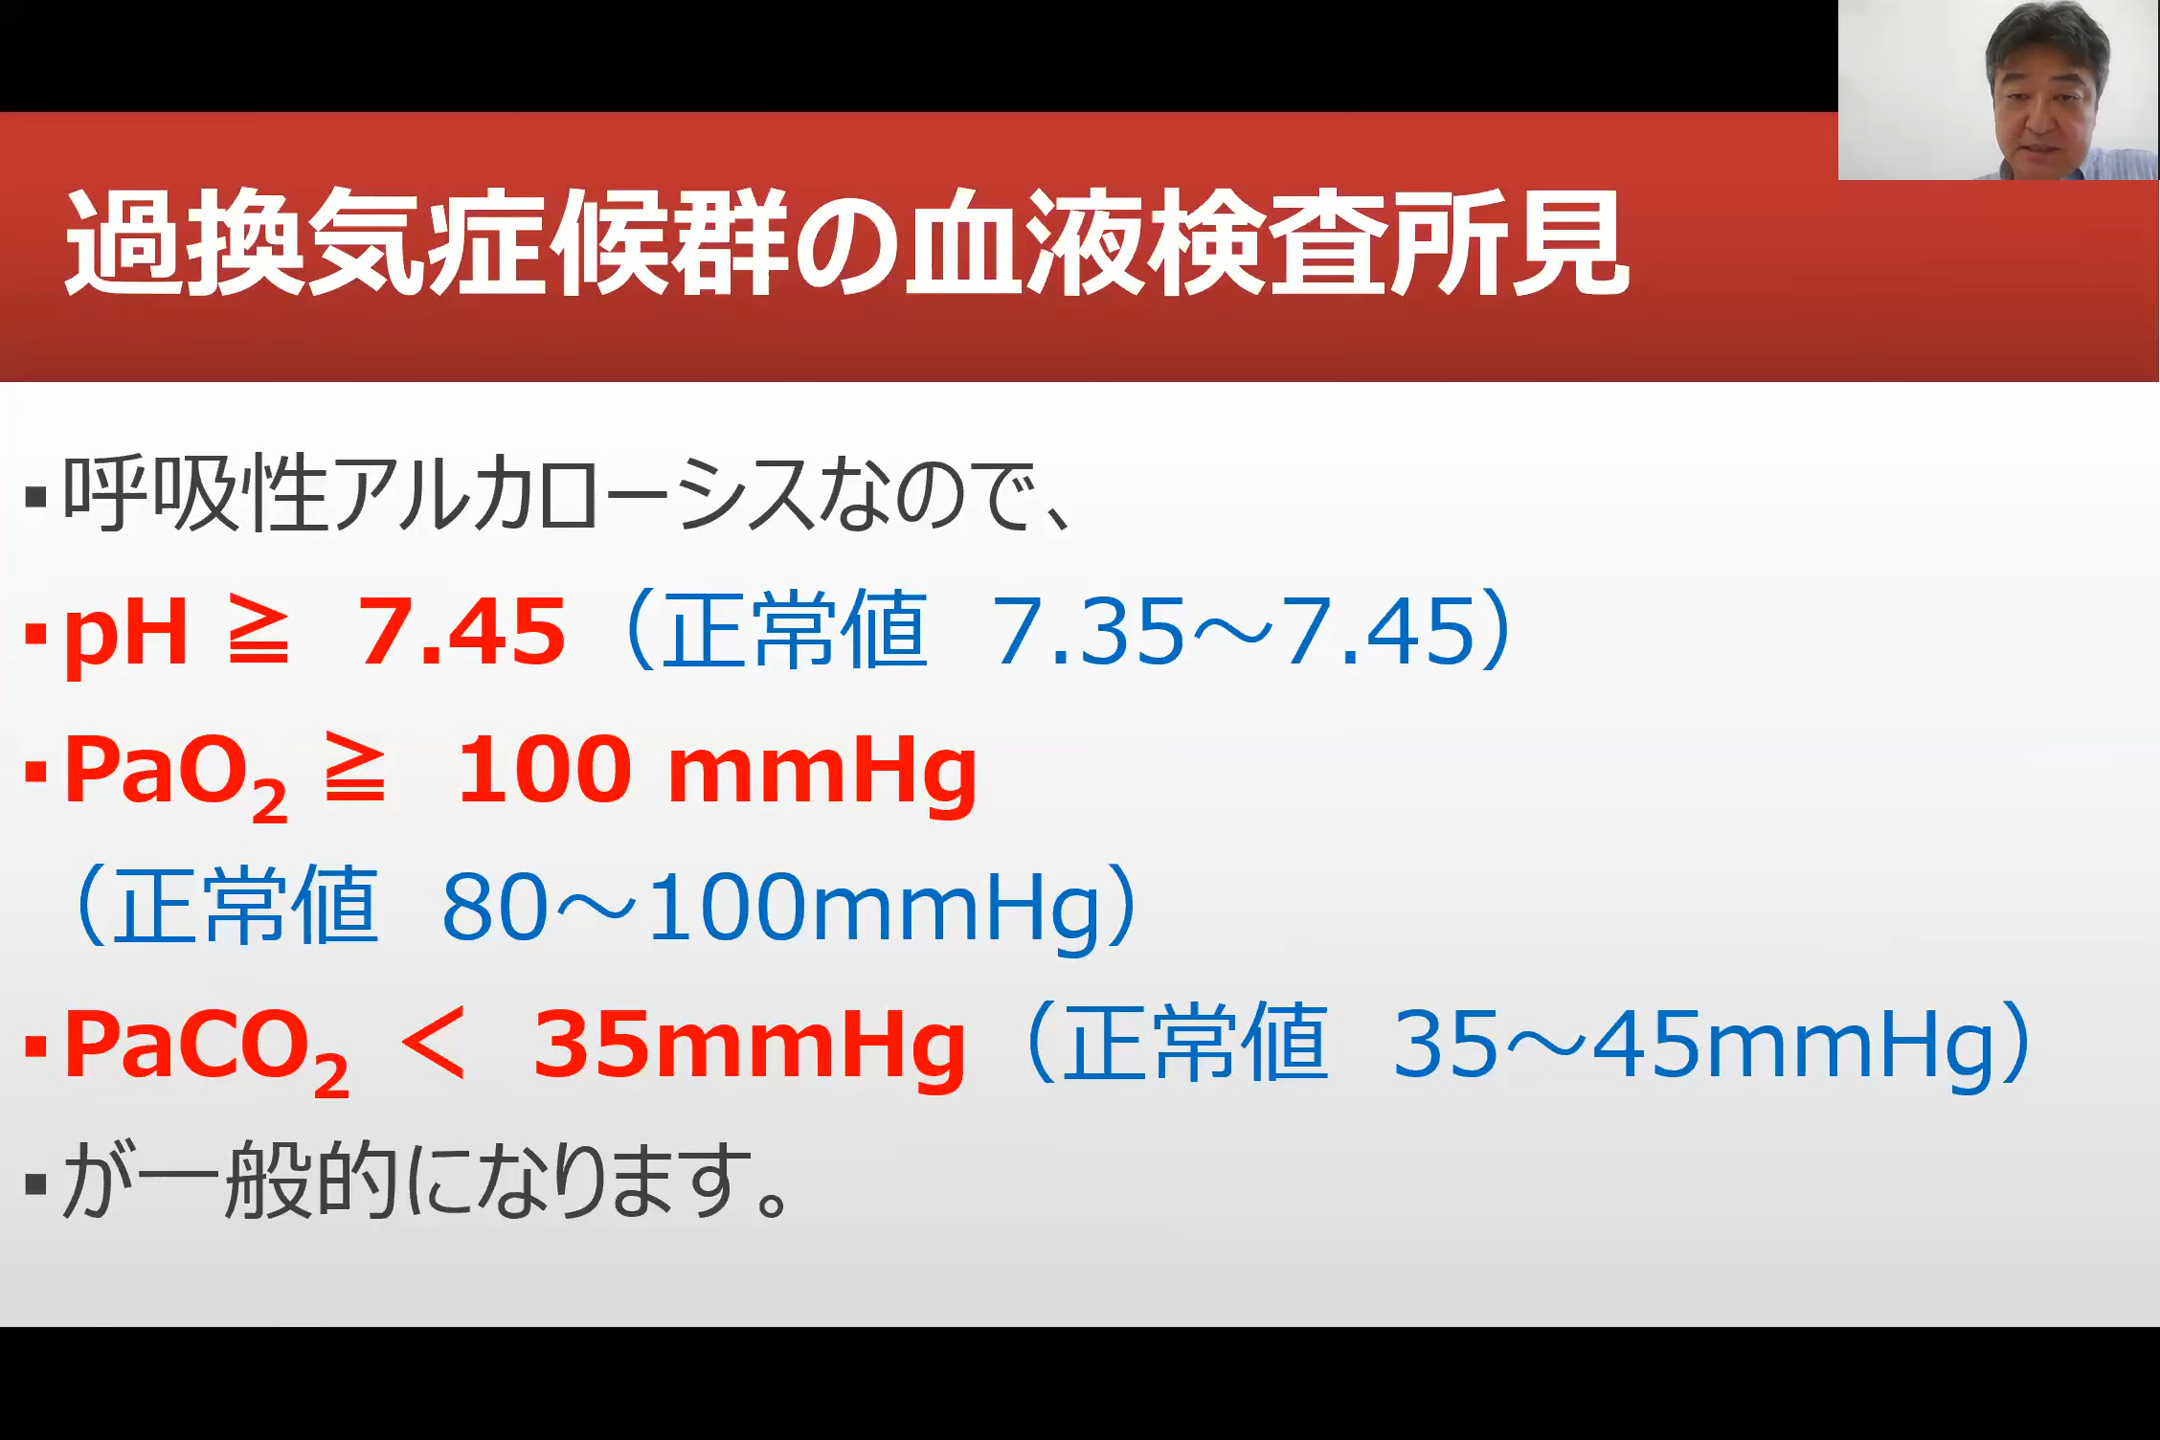 過換気症候群の血液検査所見
▪呼吸性アルカローシスなので、
▪pH ≧ 7.45（正常値 7.35～7.45）
▪PaO₂ ≧ 100 mmHg
（正常値 80～100mmHg）
▪PaCO₂ ＜ 35mmHg（正常値 35～45mmHg）
▪が一般的になります。